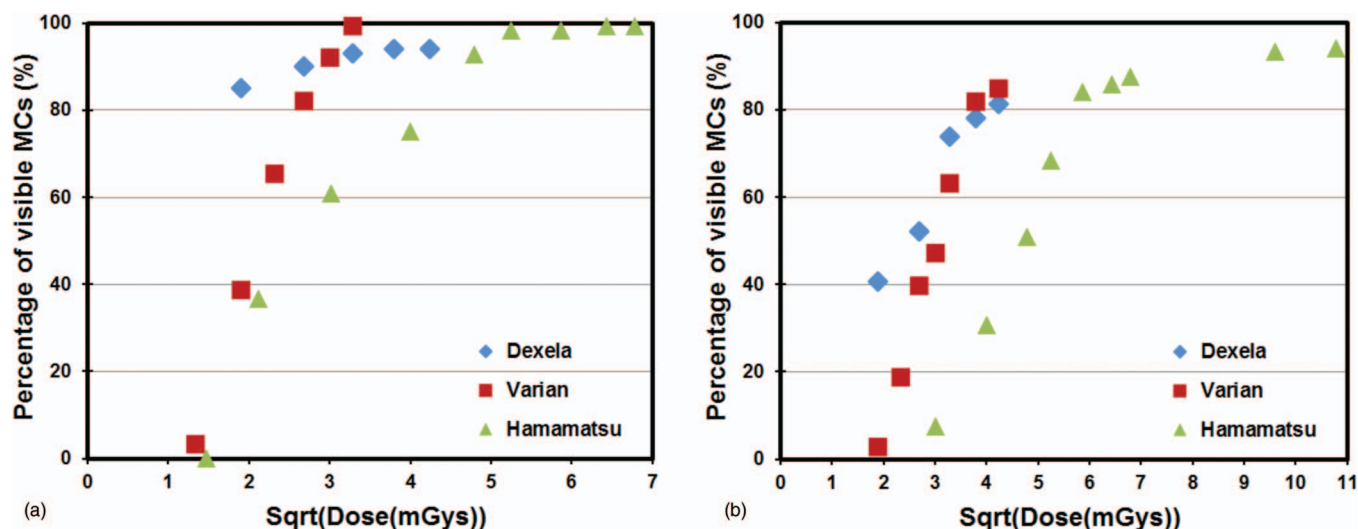 Percentage of visible MCs (%)
100
80
60
40
20
0
0 1 2 3 4 5 6 7
Sqrt(Dose(mGys))
Dexela
Varian
Hamamatsu
(a)
Percentage of visible MCs (%)
100
80
60
40
20
0
0 1 2 3 4 5 6 7 8 9 10 11
Sqrt(Dose(mGys))
Dexela
Varian
Hamamatsu
(b)